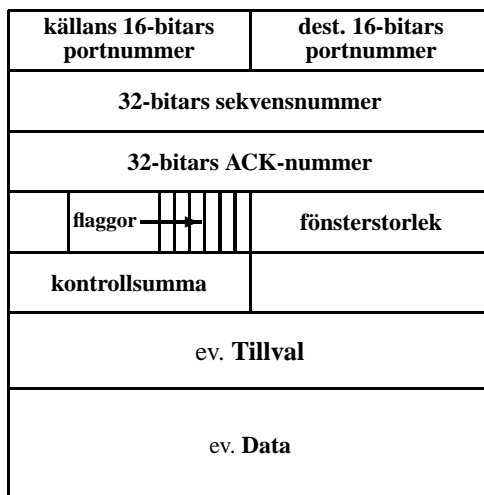 källans 16-bitars
portnummer
dest. 16-bitars
portnummer
32-bitars sekvensnummer
32-bitars ACK-nummer
flaggor
fönsterstorlek
kontrollsumma
ev. Tillval
ev. Data